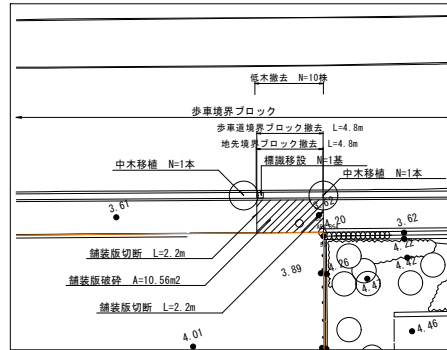 低木撤去 N=10株
歩車境界ブロック
歩車道境界ブロック撤去 L=4.8m
地先境界ブロック撤去 L=4.8m
中木移植 N=1本
標識移設 N=1基
中木移植 N=1本
3.61
3.62
4.20
3.62
4.22
舗装版切断 L=2.2m
4.42
3.89
4.26
舗装版破砕 A=10.56m2
舗装版切断 L=2.2m
4.01
4.46